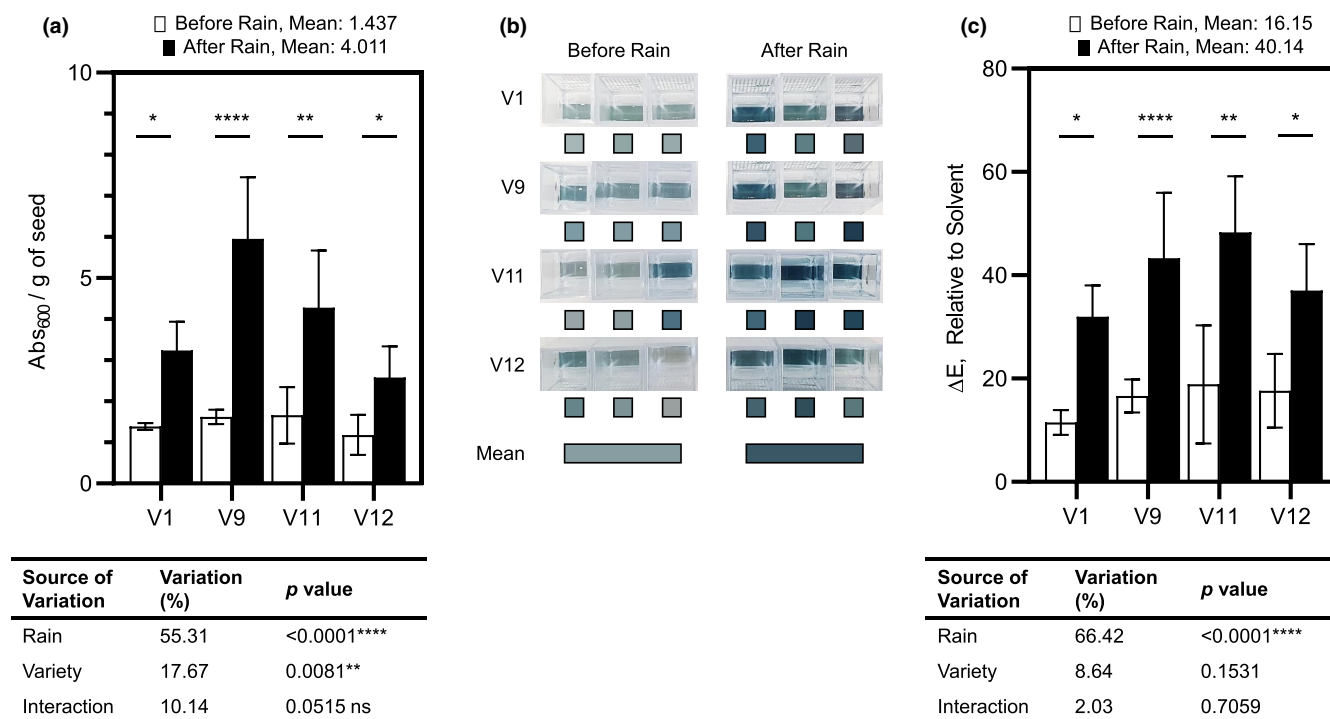 (a)
□ Before Rain, Mean: 1.437
■ After Rain, Mean: 4.011
10
5
0
Abs600 / g of seed
* **** ** *
V1 V9 V11 V12
Source of Variation Variation (%) p value
Rain 55.31 <0.0001****
Variety 17.67 0.0081**
Interaction 10.14 0.0515 ns
(b)
Before Rain After Rain
V1
V9
V11
V12
Mean
(c)
□ Before Rain, Mean: 16.15
■ After Rain, Mean: 40.14
80
60
40
20
0
ΔE, Relative to Solvent
* **** ** *
V1 V9 V11 V12
Source of Variation Variation (%) p value
Rain 66.42 <0.0001****
Variety 8.64 0.1531
Interaction 2.03 0.7059